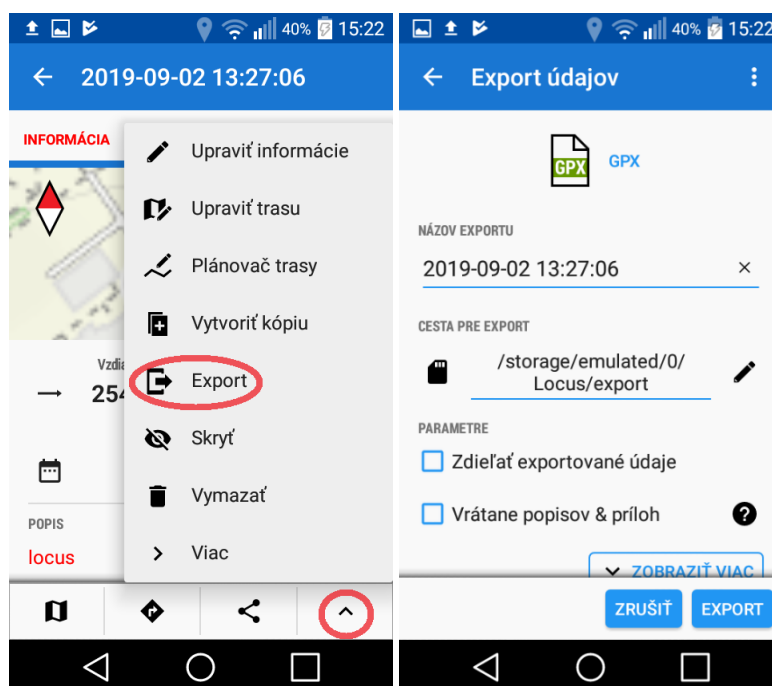 40% 15:22
2019-09-02 13:27:06
INFORMÁCIA
Upraviť informácie
Upraviť trasu
Plánovač trasy
Vytvoriť kópiu
Export
Skryť
Vymazať
Viac
254
POPIS
locus
40% 15:22
Export údajov
GPX
GPX
NÁZOV EXPORTU
2019-09-02 13:27:06
CESTA PRE EXPORT
/storage/emulated/0/
Locus/export
PARAMETRE
Zdieľať exportované údaje
Vrátane popisov & príloh
ZOBRAZIŤ VIAC
ZRUŠIŤ EXPORT